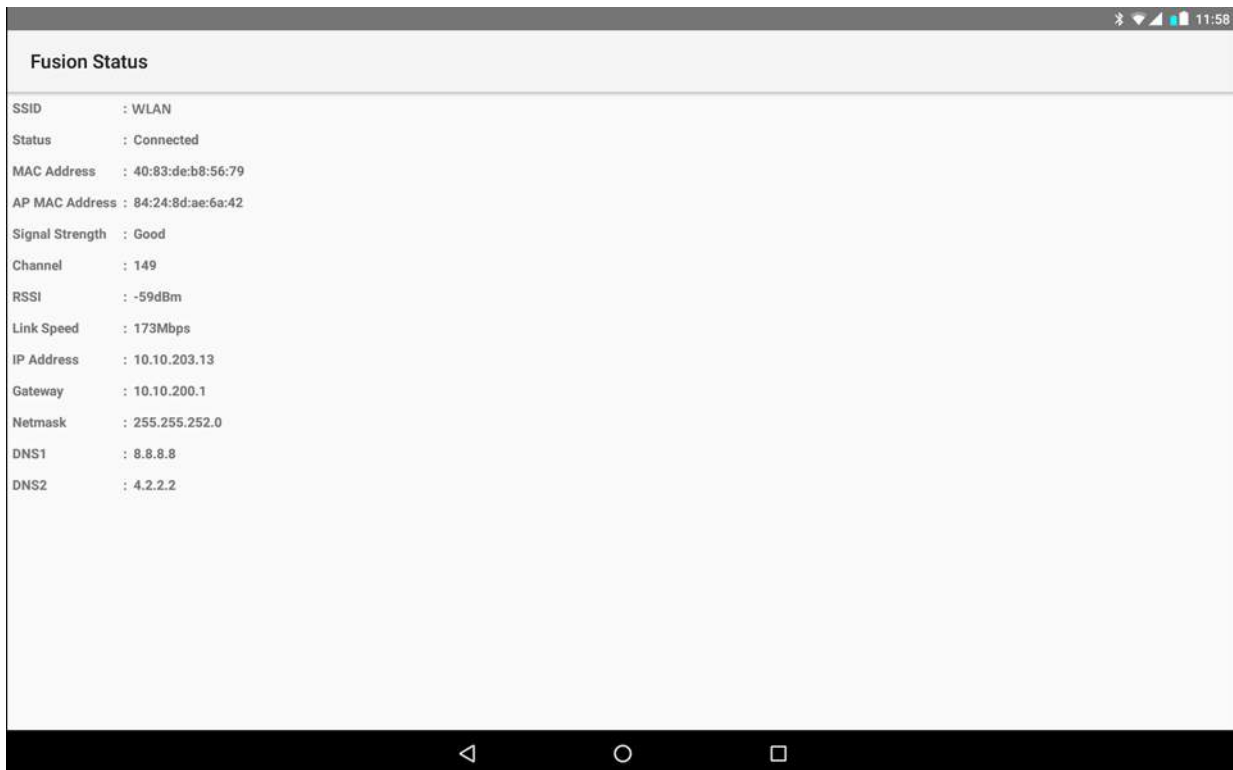 11:58
Fusion Status
SSID : WLAN
Status : Connected
MAC Address : 40:83:de:b8:56:79
AP MAC Address : 84:24:8d:ae:6a:42
Signal Strength : Good
Channel : 149
RSSI : -59dBm
Link Speed : 173Mbps
IP Address : 10.10.203.13
Gateway : 10.10.200.1
Netmask : 255.255.252.0
DNS1 : 8.8.8.8
DNS2 : 4.2.2.2